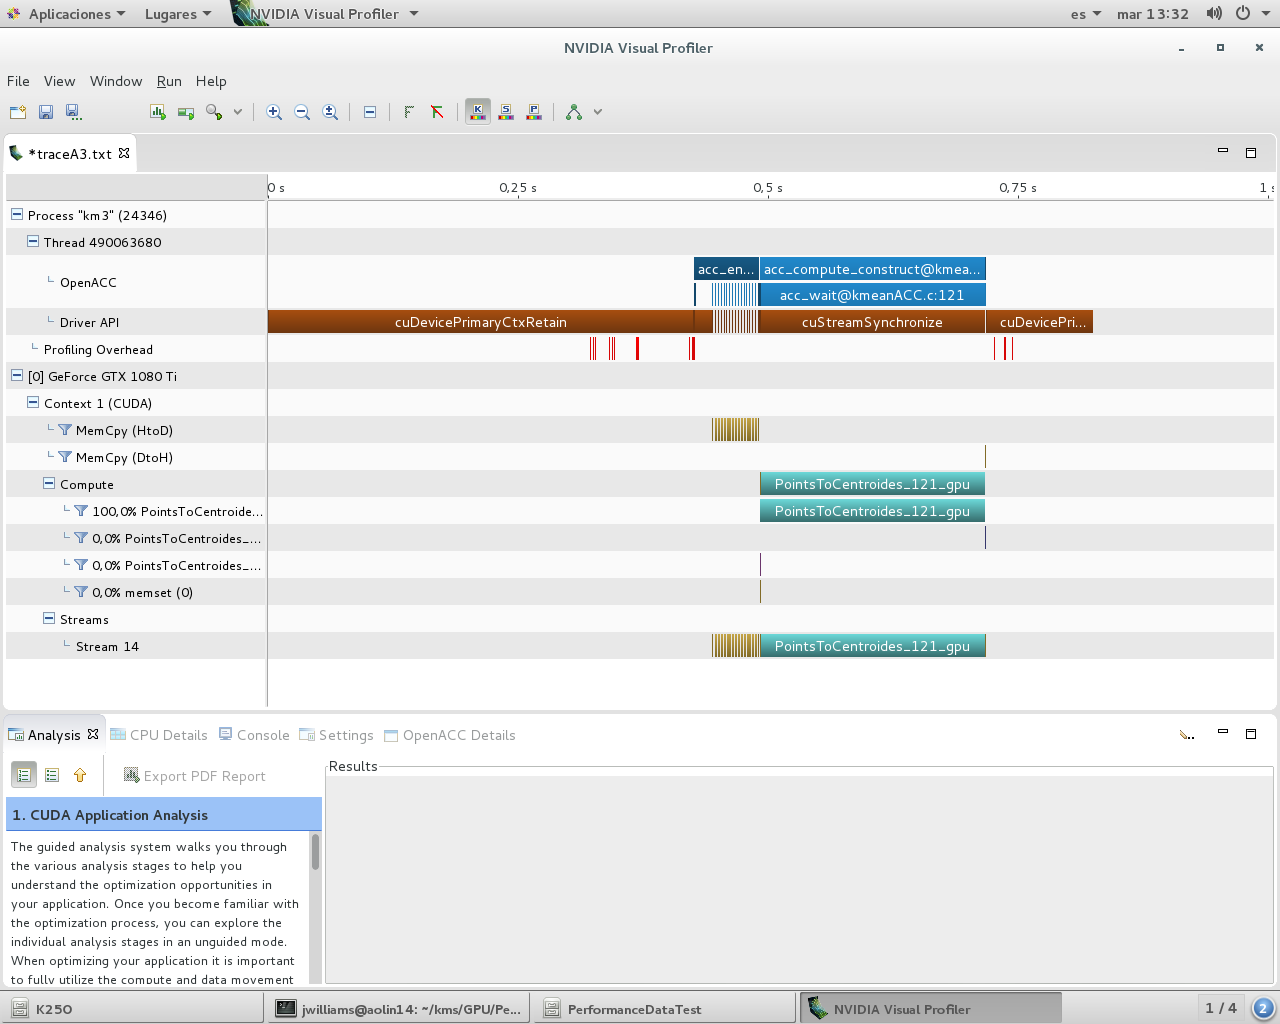 Aplicaciones Lugares NVIDIA Visual Profiler es mar 13:32
NVIDIA Visual Profiler
File View Window Run Help
*traceA3.txt
0 s 0,25 s 0,5 s 0,75 s 1 s
Process "km3" (24346)
Thread 490063680
OpenACC
acc_en... acc_compute_construct@kmea...
acc_wait@kmeanACC.c:121
Driver API cuDevicePrimaryCtxRetain cuStreamSynchronize cuDevicePri...
Profiling Overhead
[0] GeForce GTX 1080 Ti
Context 1 (CUDA)
MemCpy (HtoD)
MemCpy (DtoH)
Compute PointsToCentroides_121_gpu
100,0% PointsToCentroide... PointsToCentroides_121_gpu
0,0% PointsToCentroides_...
0,0% PointsToCentroides_...
0,0% memset (0)
Streams
Stream 14 PointsToCentroides_121_gpu
Analysis CPU Details Console Settings OpenACC Details
Export PDF Report
Results
1. CUDA Application Analysis
The guided analysis system walks you through
the various analysis stages to help you
understand the optimization opportunities in
your application. Once you become familiar with
the optimization process, you can explore the
individual analysis stages in an unguided mode.
When optimizing your application it is important
to fully utilize the compute and data movement
K250 jwilliams@aolin14: ~/kms/GPU/Pe... PerformanceDataTest NVIDIA Visual Profiler 1 / 4 2